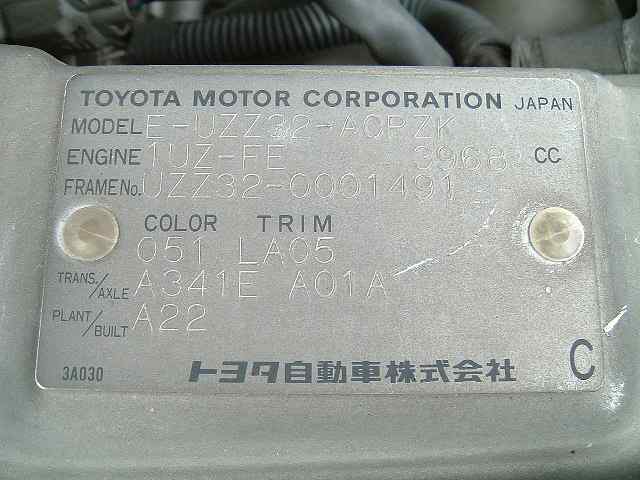 TOYOTA MOTOR CORPORATION JAPAN
MODEL E-UZZ32-ACPZK
ENGINE 1UZ-FE 3968 CC
FRAME No. UZZ32-0001491
COLOR TRIM
051 LA05
TRANS./AXLE A341E A01A
PLANT/BUILT A22
3A030 トヨタ自動車株式会社 C